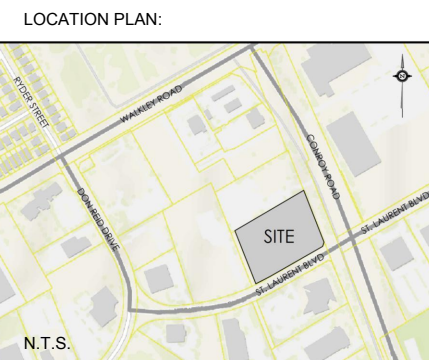 LOCATION PLAN:
RYDER STREET
WALKLEY ROAD
CONROY ROAD
DON REID DRIVE
ST. LAURENT BLVD
SITE
ST. LAURENT BLVD
N.T.S.